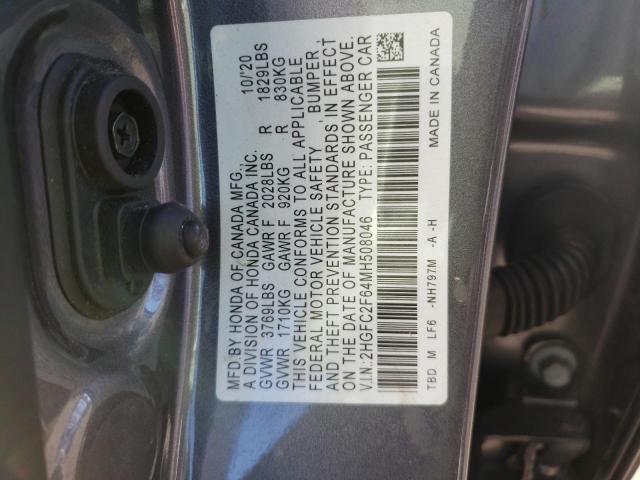 MFD BY HONDA OF CANADA MFG. 10/'20
A DIVISION OF HONDA CANADA INC.
GVWR 3769LBS GAWR F 2028LBS R 1829LBS
GVWR 1710KG GAWR F 920KG R 830KG
THIS VEHICLE CONFORMS TO ALL APPLICABLE
FEDERAL MOTOR VEHICLE SAFETY, BUMPER,
AND THEFT PREVENTION STANDARDS IN EFFECT
ON THE DATE OF MANUFACTURE SHOWN ABOVE.
V.I.N.:2HGFC2F64MH508046 TYPE: PASSENGER CAR
TBD M LF6 -NH797M -A -H MADE IN CANADA